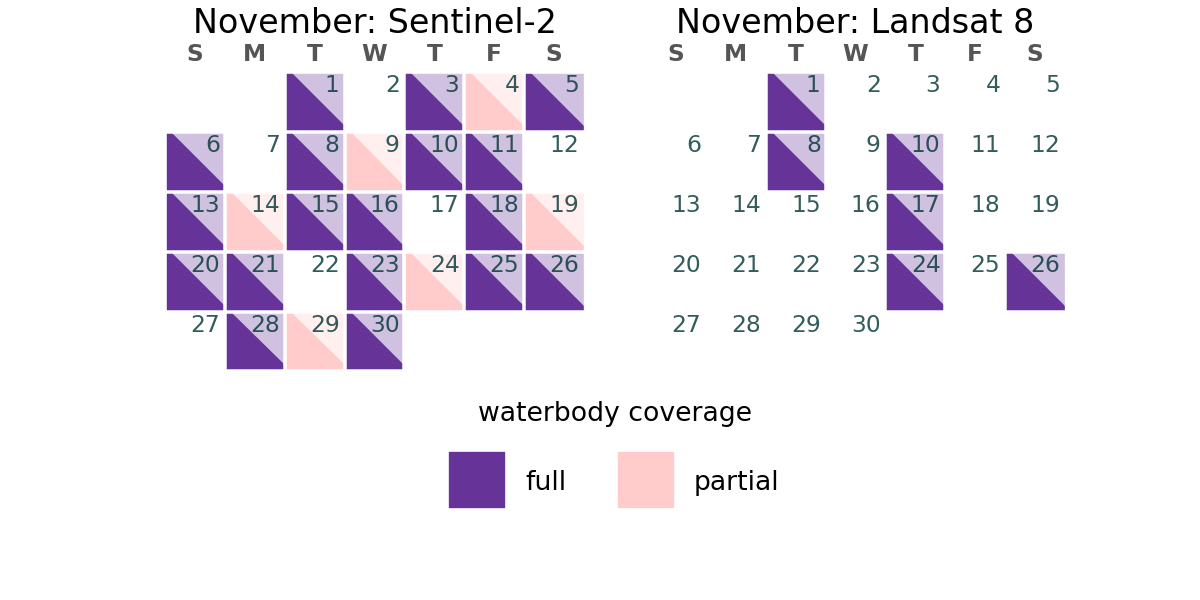 November: Sentinel-2
S M T W T F S
1 2 3 4 5
6 7 8 9 10 11 12
13 14 15 16 17 18 19
20 21 22 23 24 25 26
27 28 29 30
November: Landsat 8
S M T W T F S
1 2 3 4 5
6 7 8 9 10 11 12
13 14 15 16 17 18 19
20 21 22 23 24 25 26
27 28 29 30
waterbody coverage
full
partial